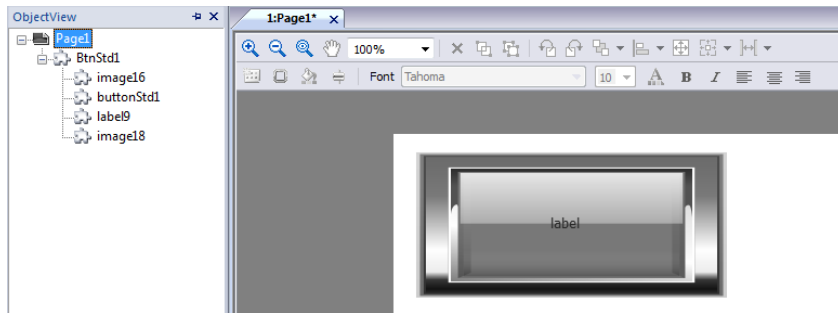 ObjectView
1:Page1*
Page1
BtnStd1
image16
buttonStd1
label9
image18
100%
Font Tahoma 10 A B I
label